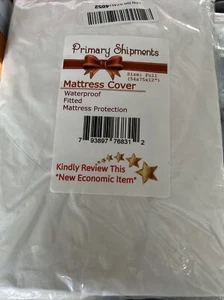 4052
Primary Shipments
Size: Full
(54x75x12")
Mattress Cover
Waterproof
Fitted
Mattress Protection
7 93897 76831 2
Kindly Review This
*New Economic Item*